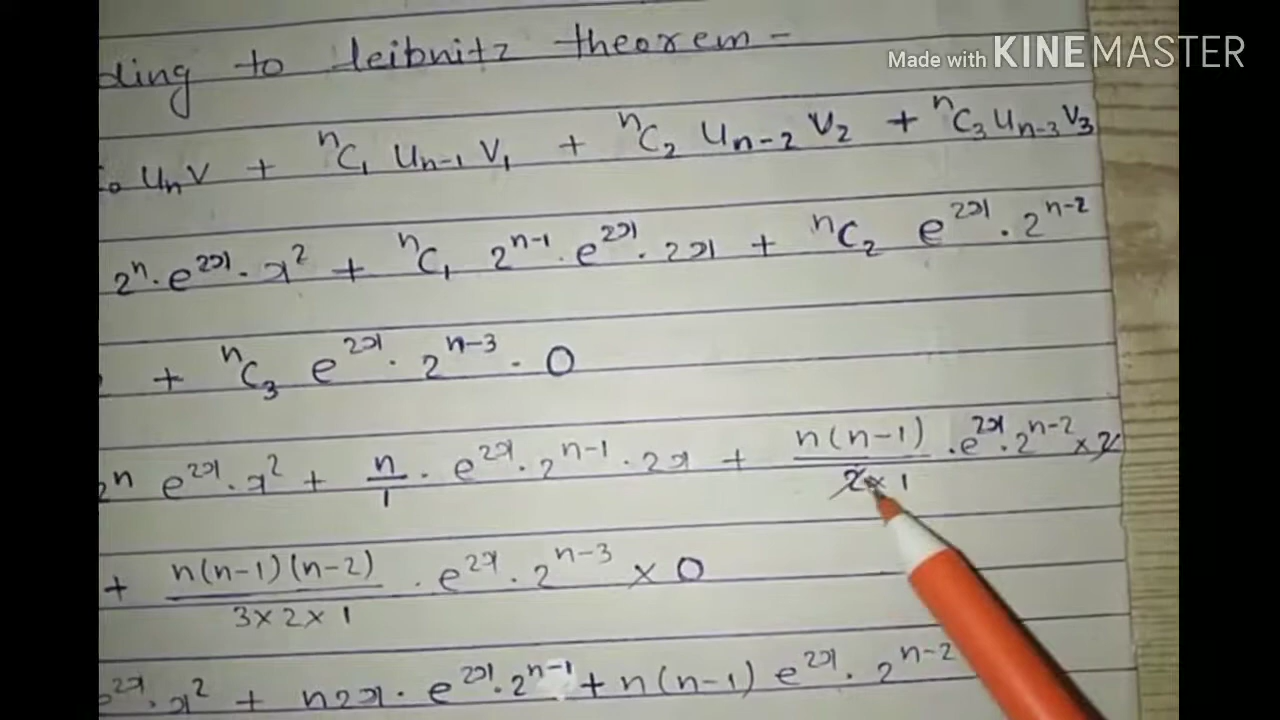 ding to leibnitz theorem -
Made with KINEMASTER
₀ uₙv + ⁿC₁ uₙ₋₁ v₁ + ⁿC₂ uₙ₋₂ v₂ + ⁿC₃ uₙ₋₃ v₃
2ⁿ · e²ˣ · x² + ⁿC₁ 2ⁿ⁻¹ · e²ˣ · 2x + ⁿC₂ e²ˣ · 2ⁿ⁻²
+ ⁿC₃ e²ˣ · 2ⁿ⁻³ · 0
2ⁿ e²ˣ · x² + n/1 · e²ˣ · 2ⁿ⁻¹ · 2x + n(n-1)/2×1 · e²ˣ · 2ⁿ⁻² × 2
+ n(n-1)(n-2)/3×2×1 · e²ˣ · 2ⁿ⁻³ × 0
e²ˣ · x² + n2x · e²ˣ · 2ⁿ⁻¹ + n(n-1) e²ˣ · 2ⁿ⁻²